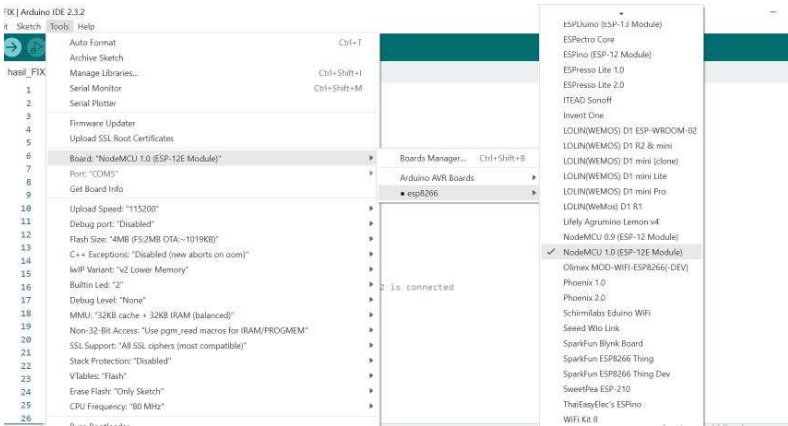 FIX | Arduino IDE 2.3.2
it Sketch Tools Help
hasil_FIX
1
2
3
4
5
6
7
8
9
10
11
12
13
14
15
16
17
18
19
20
21
22
23
24
25
26
Auto Format Ctrl+T
Archive Sketch
Manage Libraries... Ctrl+Shift+I
Serial Monitor Ctrl+Shift+M
Serial Plotter
Firmware Updater
Upload SSL Root Certificates
Board: "NodeMCU 1.0 (ESP-12E Module)"
Port: "COM5"
Get Board Info
Upload Speed: "115200"
Debug port: "Disabled"
Flash Size: "4MB (FS:2MB OTA:~1019KB)"
C++ Exceptions: "Disabled (new aborts on oom)"
lwIP Variant: "v2 Lower Memory"
Builtin Led: "2"
Debug Level: "None"
MMU: "32KB cache + 32KB IRAM (balanced)"
Non-32-Bit Access: "Use pgm_read macros for IRAM/PROGMEM"
SSL Support: "All SSL ciphers (most compatible)"
Stack Protection: "Disabled"
VTables: "Flash"
Erase Flash: "Only Sketch"
CPU Frequency: "80 MHz"
Burn Bootloader
Boards Manager... Ctrl+Shift+B
Arduino AVR Boards
● esp8266
2 is connected
ESPDuino (ESP-13 Module)
ESPectro Core
ESPino (ESP-12 Module)
ESPresso Lite 1.0
ESPresso Lite 2.0
ITEAD Sonoff
Invent One
LOLIN(WEMOS) D1 ESP-WROOM-02
LOLIN(WEMOS) D1 R2 & mini
LOLIN(WEMOS) D1 mini (clone)
LOLIN(WEMOS) D1 mini Lite
LOLIN(WEMOS) D1 mini Pro
LOLIN(WeMos) D1 R1
Lifely Agrumino Lemon v4
NodeMCU 0.9 (ESP-12 Module)
✓ NodeMCU 1.0 (ESP-12E Module)
Olimex MOD-WIFI-ESP8266(-DEV)
Phoenix 1.0
Phoenix 2.0
Schirmilabs Eduino WiFi
Seeed Wio Link
SparkFun Blynk Board
SparkFun ESP8266 Thing
SparkFun ESP8266 Thing Dev
SweetPea ESP-210
ThaiEasyElec's ESPino
WiFi Kit 8